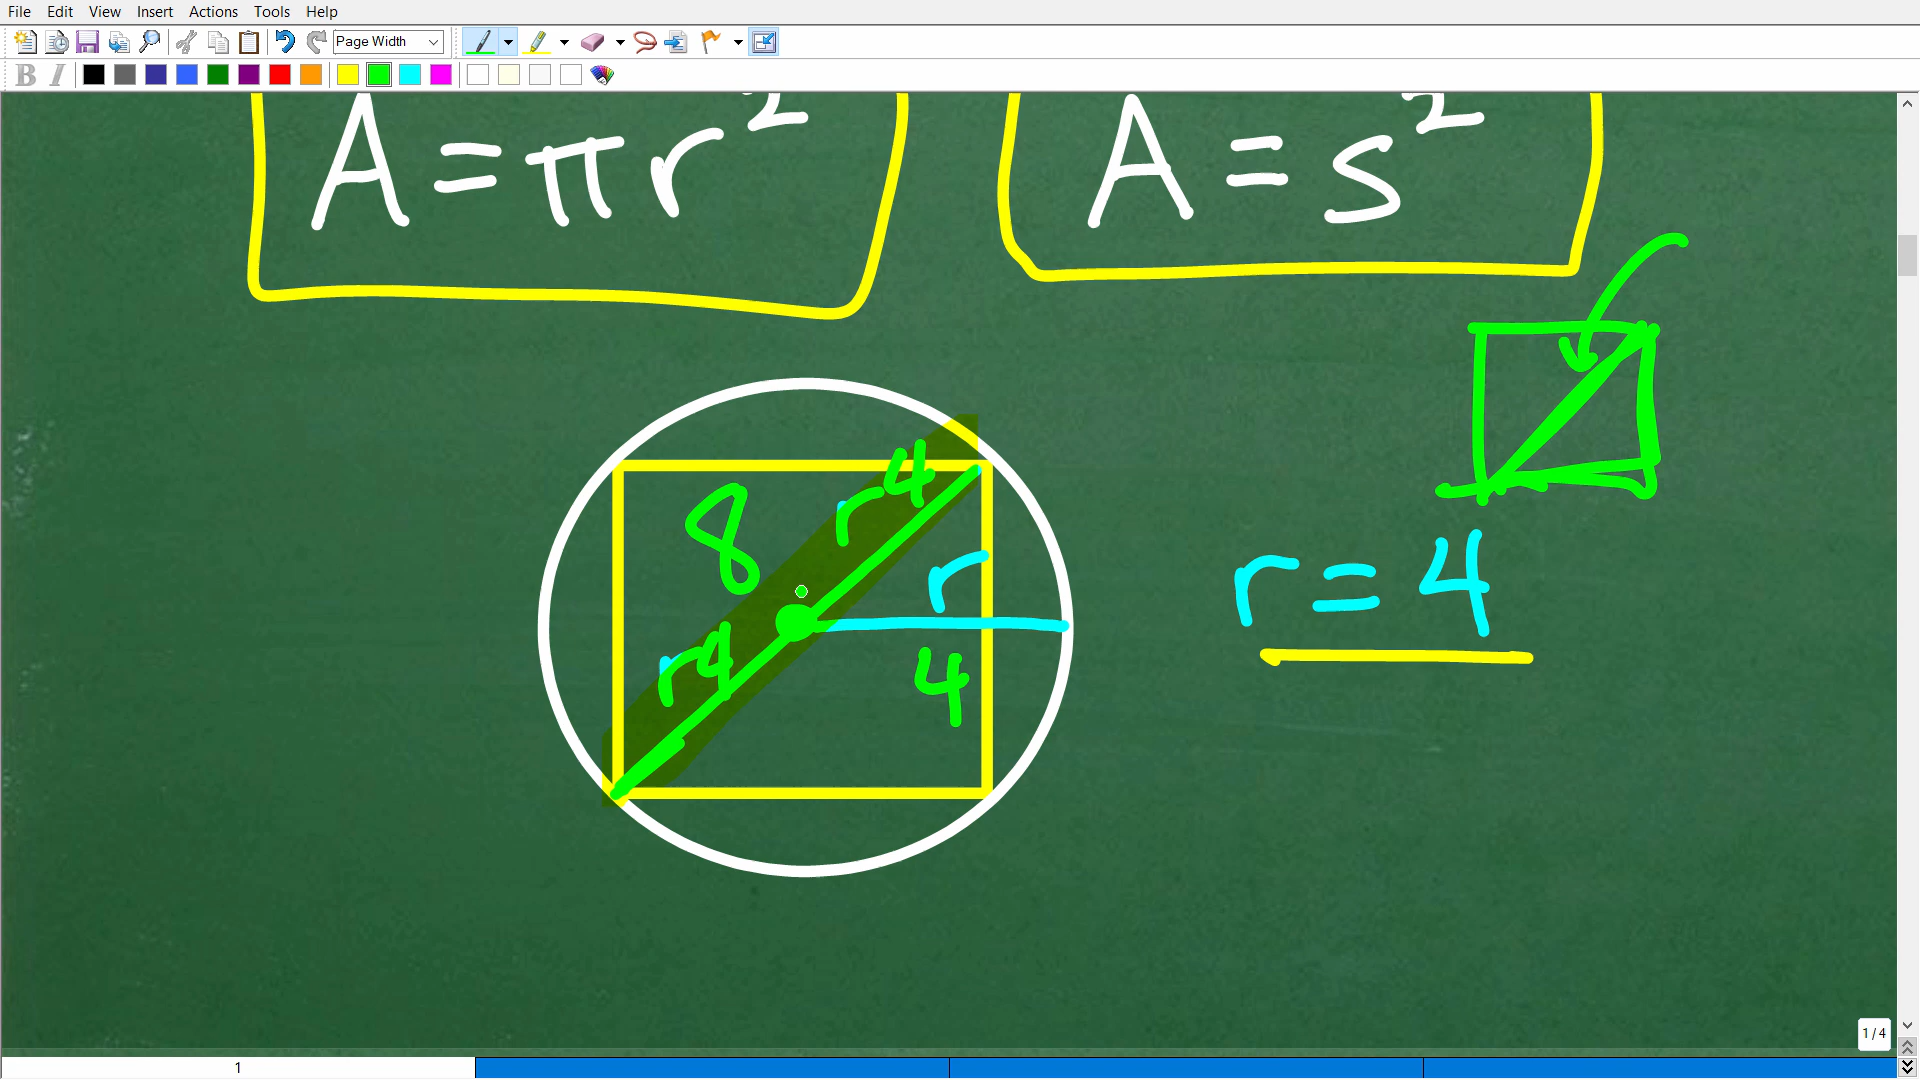 File Edit View Insert Actions Tools Help
Page Width
B I
A = πr²
A = s²
8
r4
r
r4
4
r = 4
1 / 4
1